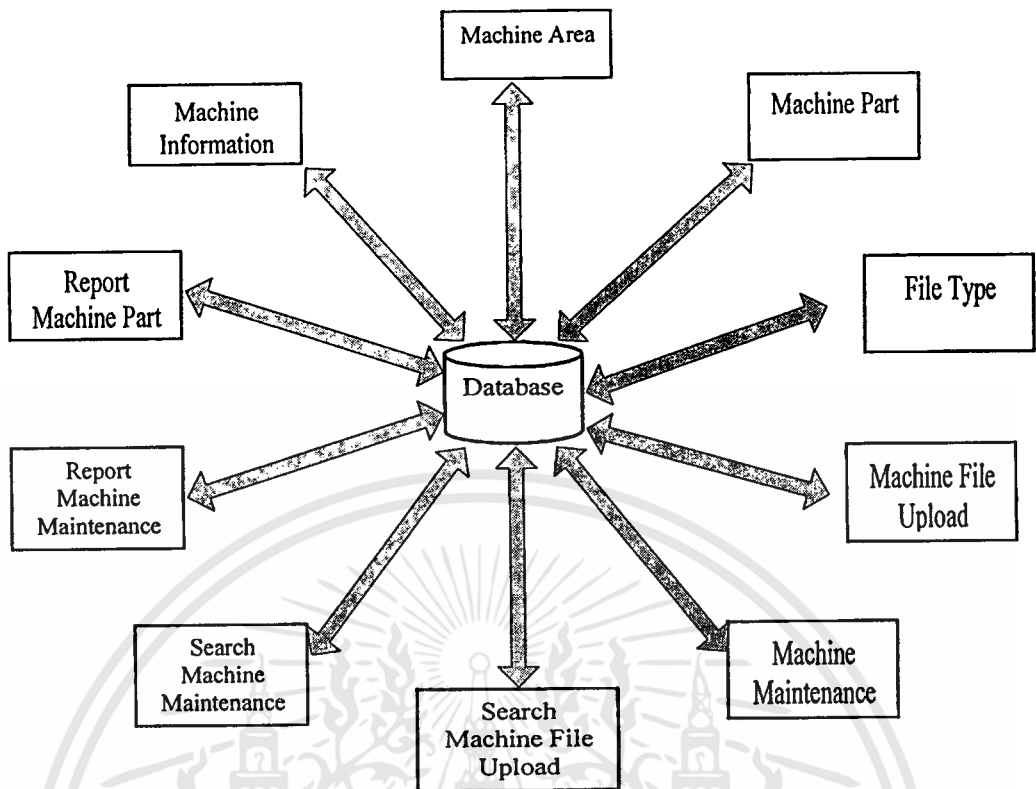 Machine Area
Machine Part
Machine
Information
File Type
Report
Machine Part
Database
Report
Machine
Maintenance
Machine File
Upload
Search
Machine
Maintenance
Machine
Maintenance
Search
Machine File
Upload